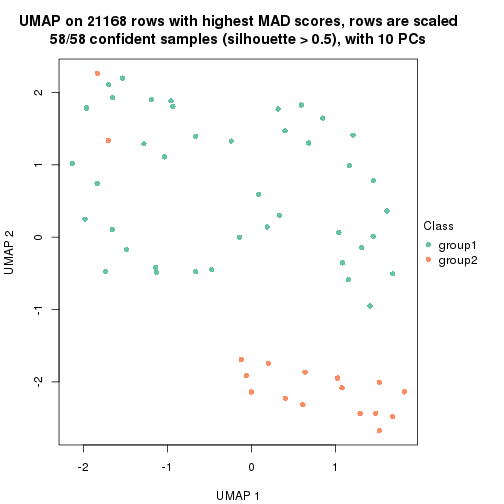 UMAP on 21168 rows with highest MAD scores, rows are scaled
58/58 confident samples (silhouette > 0.5), with 10 PCs
2
1
0
-1
-2
UMAP 2
-2
-1
0
1
UMAP 1
Class
group1
group2